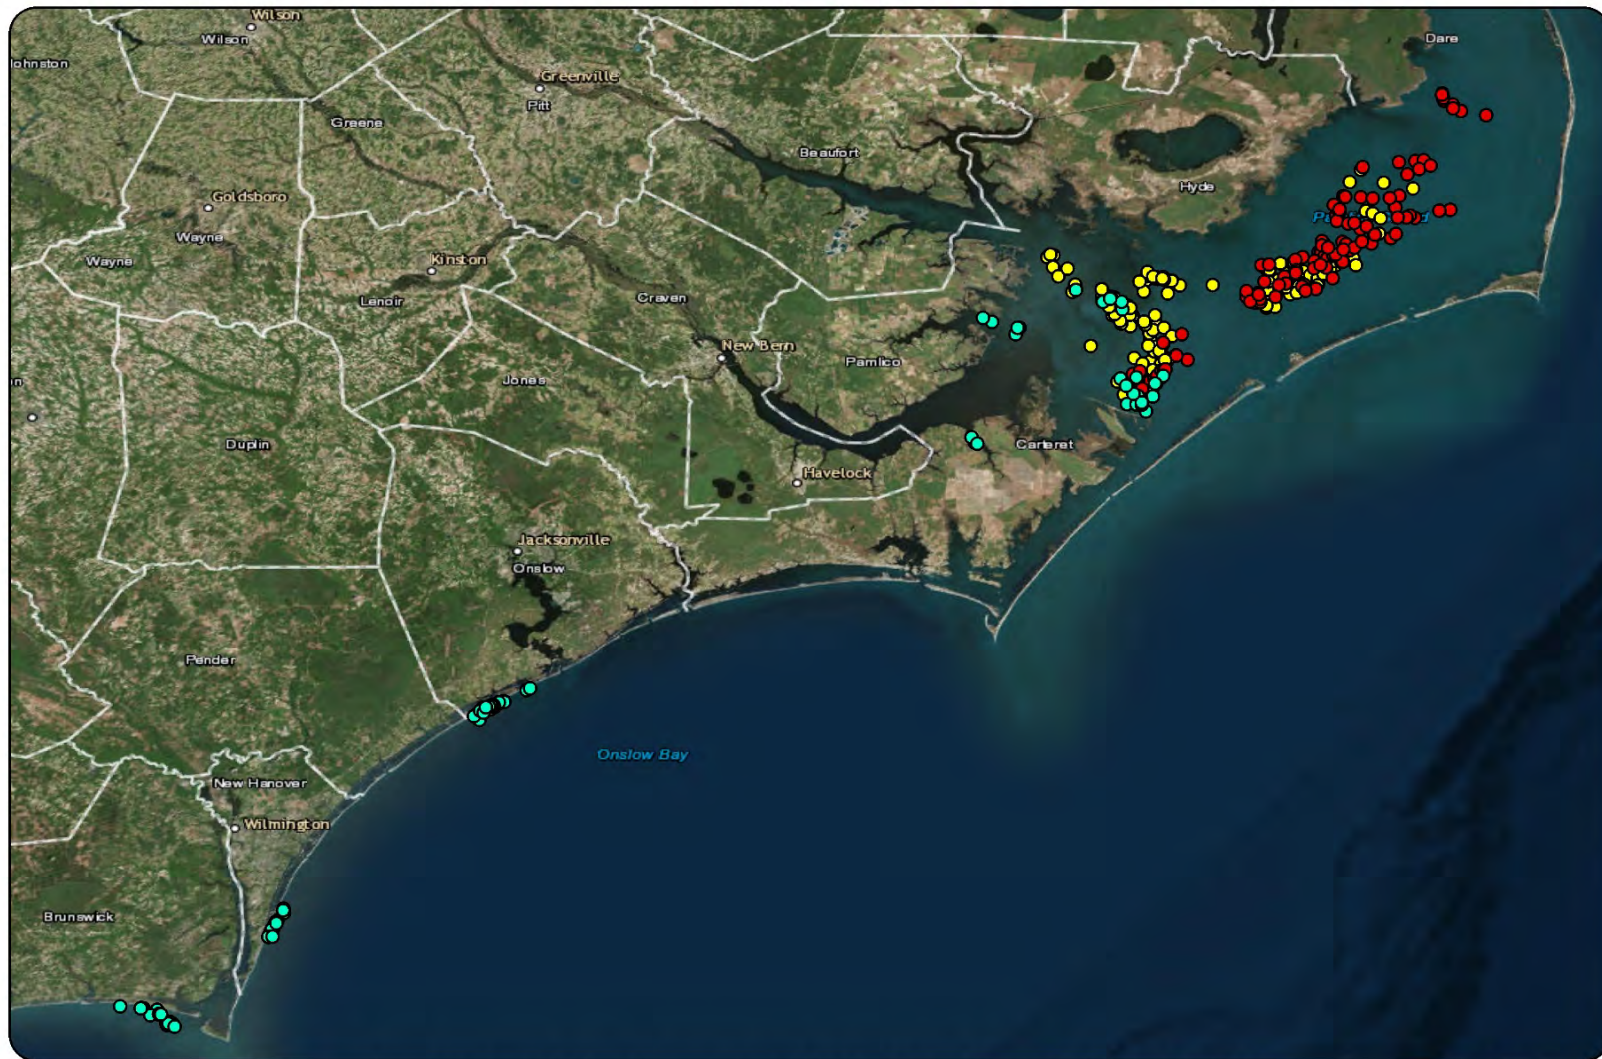 Wilson
Wilson
Dare
Johnston
Greenville
Pitt
Greene
Beaufort
Hyde
Goldsboro
Wayne
Wayne
Kinston
Lenoir
Craven
New Bern
Pamlico
Jones
Duplin
Carteret
Havelock
Jacksonville
Onslow
Pender
Onslow Bay
New Hanover
Wilmington
Brunswick